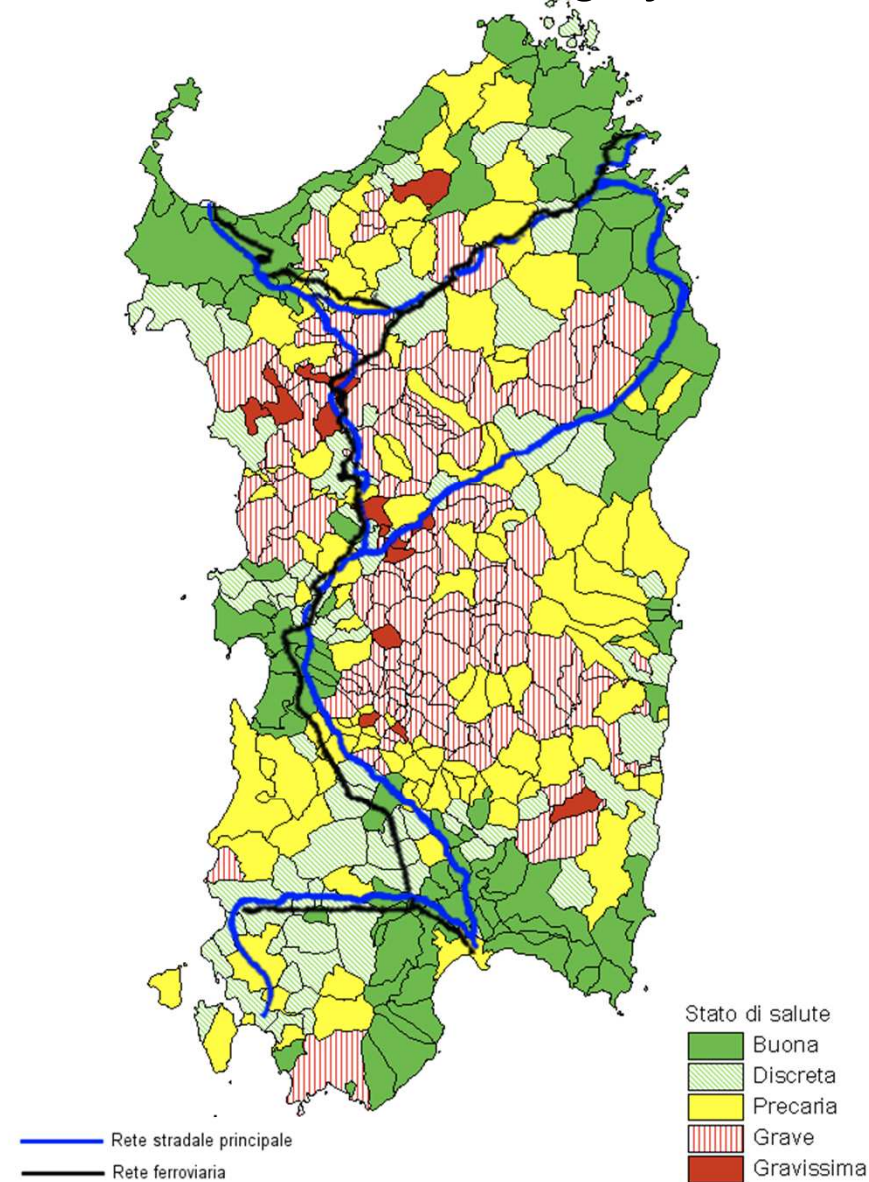 Stato di salute
Buona
Discreta
Precaria
Grave
Gravissima
Rete stradale principale
Rete ferroviaria